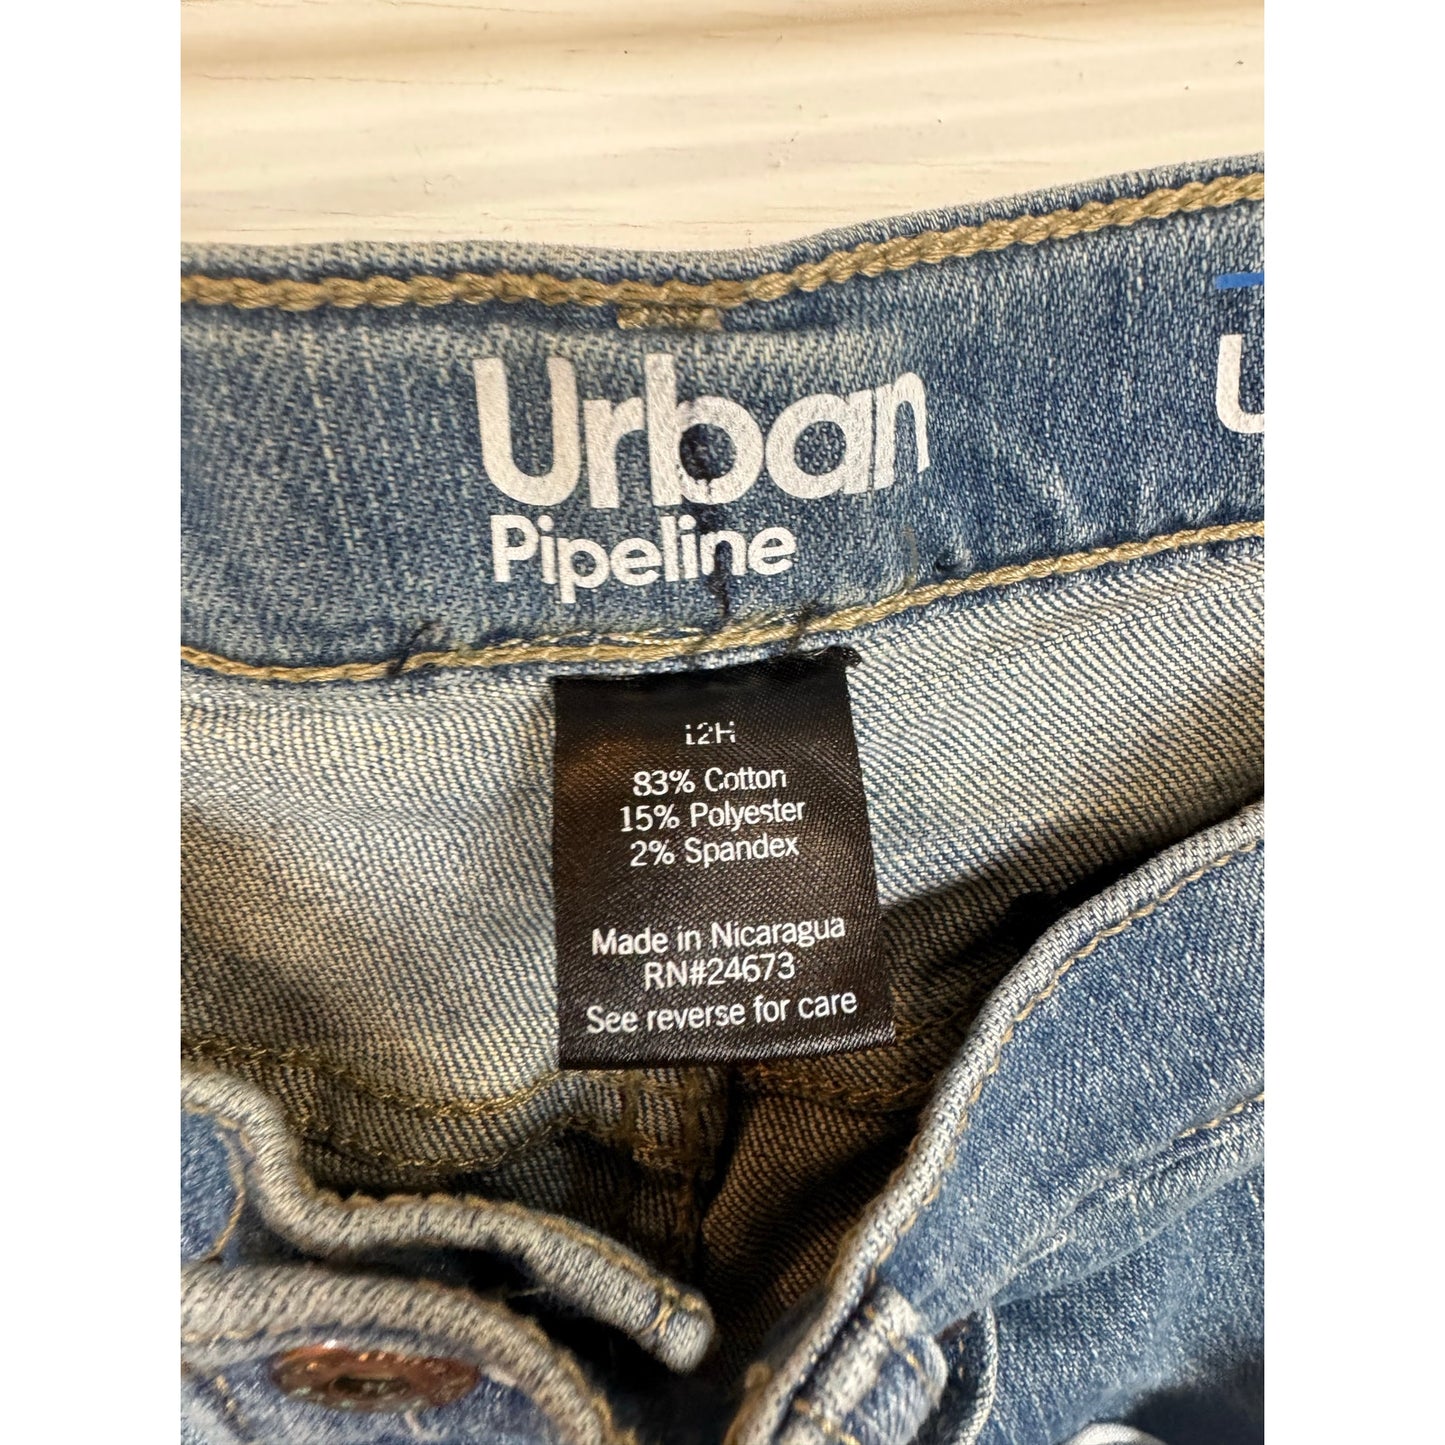 Urban
Pipeline
12H
83% Cotton
15% Polyester
2% Spandex
Made in Nicaragua
RN#24673
See reverse for care